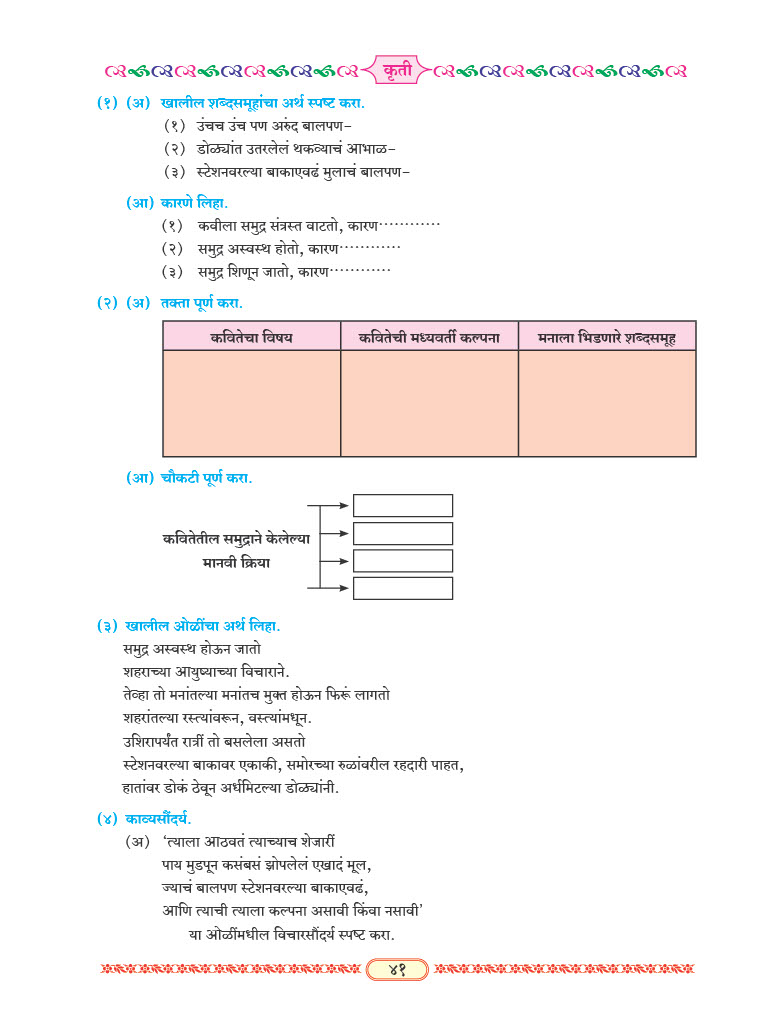 कृती
(१) (अ) खालील शब्दसमूहांचा अर्थ स्पष्ट करा.
(१) उंचच उंच पण अरुंद बालपण-
(२) डोळ्यांत उतरलेलं थकव्याचं आभाळ-
(३) स्टेशनवरल्या बाकाएवढं मुलाचं बालपण-
(आ) कारणे लिहा.
(१) कवीला समुद्र संत्रस्त वाटतो, कारण............
(२) समुद्र अस्वस्थ होतो, कारण............
(३) समुद्र शिणून जातो, कारण............
(२) (अ) तक्ता पूर्ण करा.
कवितेचा विषय कवितेची मध्यवर्ती कल्पना मनाला भिडणारे शब्दसमूह
(आ) चौकटी पूर्ण करा.
कवितेतील समुद्राने केलेल्या
मानवी क्रिया
(३) खालील ओळींचा अर्थ लिहा.
समुद्र अस्वस्थ होऊन जातो
शहराच्या आयुष्याच्या विचाराने.
तेव्हा तो मनांतल्या मनांतच मुक्त होऊन फिरूं लागतो
शहरांतल्या रस्त्यांवरून, वस्त्यांमधून.
उशिरापर्यंत रात्रीं तो बसलेला असतो
स्टेशनवरल्या बाकावर एकाकी, समोरच्या रुळांवरील रहदारी पाहत,
हातांवर डोकं ठेवून अर्धमिटल्या डोळ्यांनी.
(४) काव्यसौंदर्य.
(अ) ‘त्याला आठवतं त्याच्याच शेजारीं
पाय मुडपून कसंबसं झोपलेलं एखादं मूल,
ज्याचं बालपण स्टेशनवरल्या बाकाएवढं,
आणि त्याची त्याला कल्पना असावी किंवा नसावी’
या ओळींमधील विचारसौंदर्य स्पष्ट करा.
४१